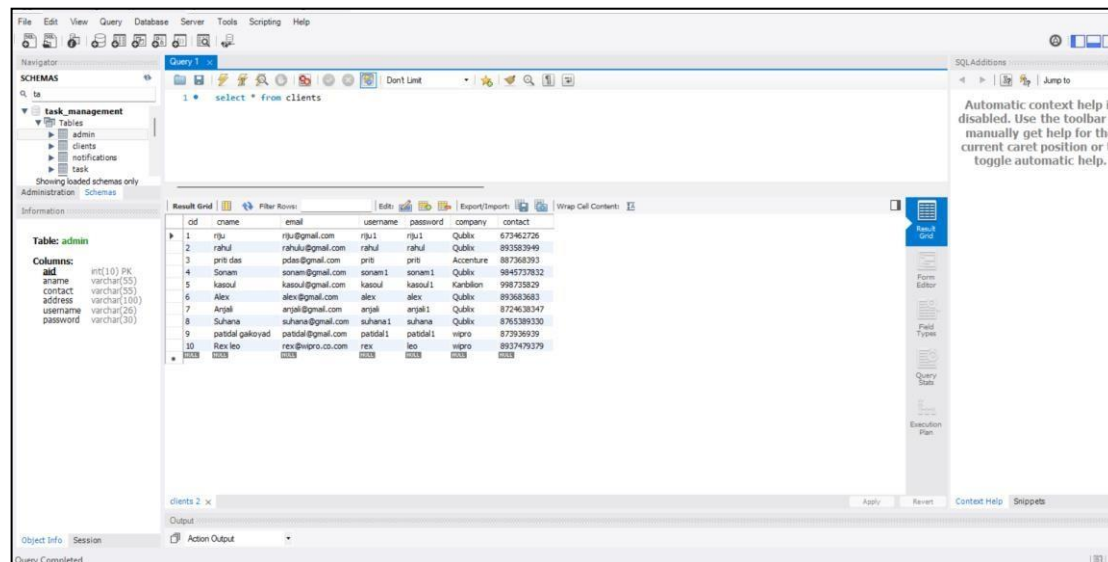 File Edit View Query Database Server Tools Scripting Help
Navigator
SCHEMAS
ta
task_management
Tables
admin
clients
notifications
task
Showing loaded schemas only
Administration Schemas
Information
Table: admin
Columns:
aid int(10) PK
aname varchar(55)
contact varchar(55)
address varchar(100)
username varchar(26)
password varchar(30)
Object Info Session
Query Completed
Query 1
Don't Limit
1 select * from clients
Result Grid Filter Rows: Edit: Export/Import: Wrap Cell Content:
cid cname email username password company contact
1 riju riju@gmail.com riju1 riju1 Qublix 673462726
2 rahul rahulu@gmail.com rahul rahul Qublix 893583949
3 priti das pdas@gmail.com priti priti Accenture 887368393
4 Sonam sonam@gmail.com sonam1 sonam1 Qublix 9845737832
5 kasoul kasoul@gmail.com kasoul kasoul1 Kanbilion 998735829
6 Alex alex@gmail.com alex alex Qublix 893683683
7 Anjali anjali@gmail.com anjali anjali1 Qublix 8724638347
8 Suhana suhana@gmail.com suhana1 suhana Qublix 8765389330
9 patidal gaikoyad patidal@gmail.com patidal1 patidal1 wipro 873936939
10 Rex leo rex@wipro.co.com rex leo wipro 8937479379
NULL NULL NULL NULL NULL NULL NULL
Result
Grid
Form
Editor
Field
Types
Query
Stats
Execution
Plan
clients 2
Apply Revert
Output
Action Output
SQLAdditions
Jump to
Automatic context help i
disabled. Use the toolbar
manually get help for the
current caret position or t
toggle automatic help.
Context Help Snippets